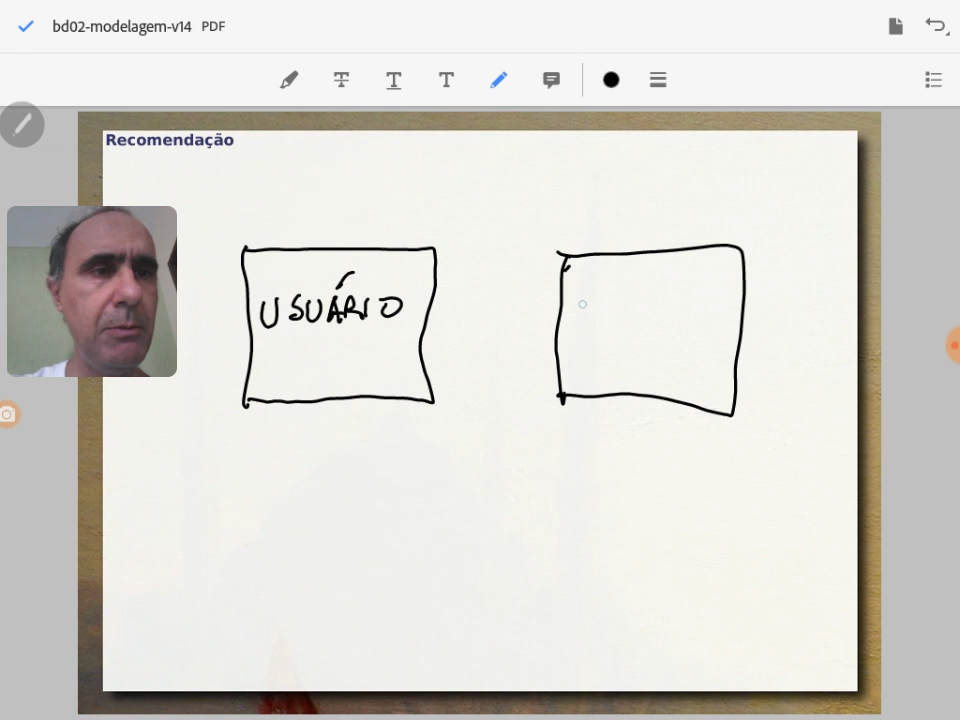 bd02-modelagem-v14 PDF
T T T
Recomendação
USUÁRIO